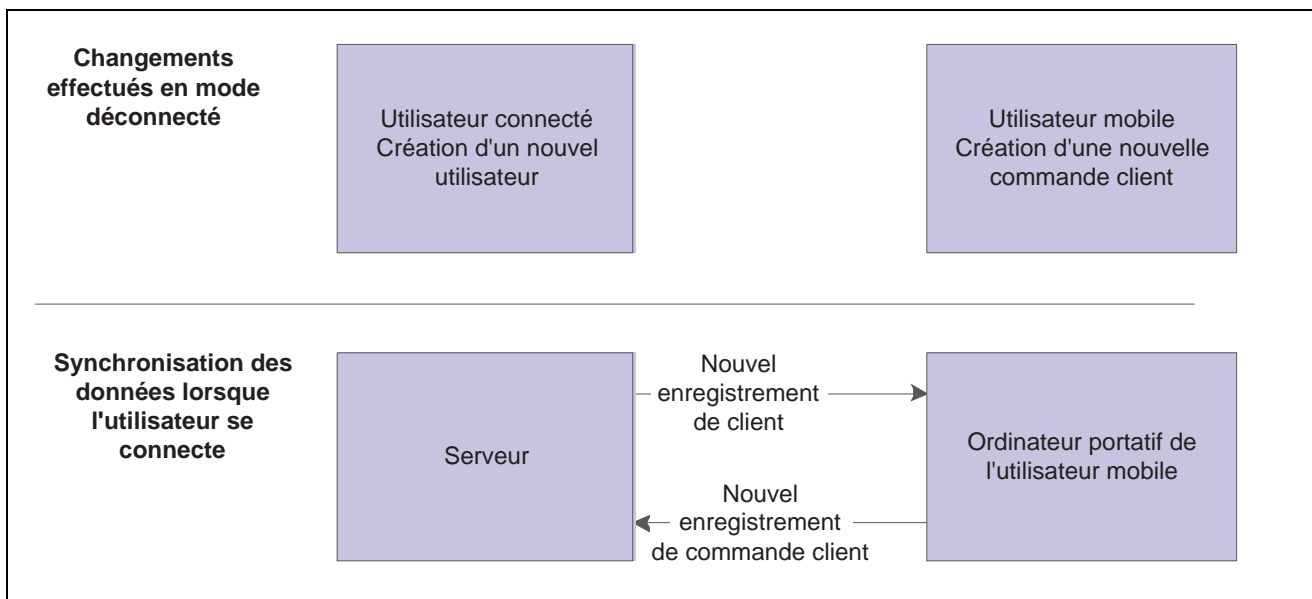 Changements
effectués en mode
déconnecté
Utilisateur connecté
Création d'un nouvel
utilisateur
Utilisateur mobile
Création d'une nouvelle
commande client
Synchronisation des
données lorsque
l'utilisateur se
connecte
Serveur
Nouvel
enregistrement
de client
Nouvel
enregistrement
de commande client
Ordinateur portatif de
l'utilisateur mobile